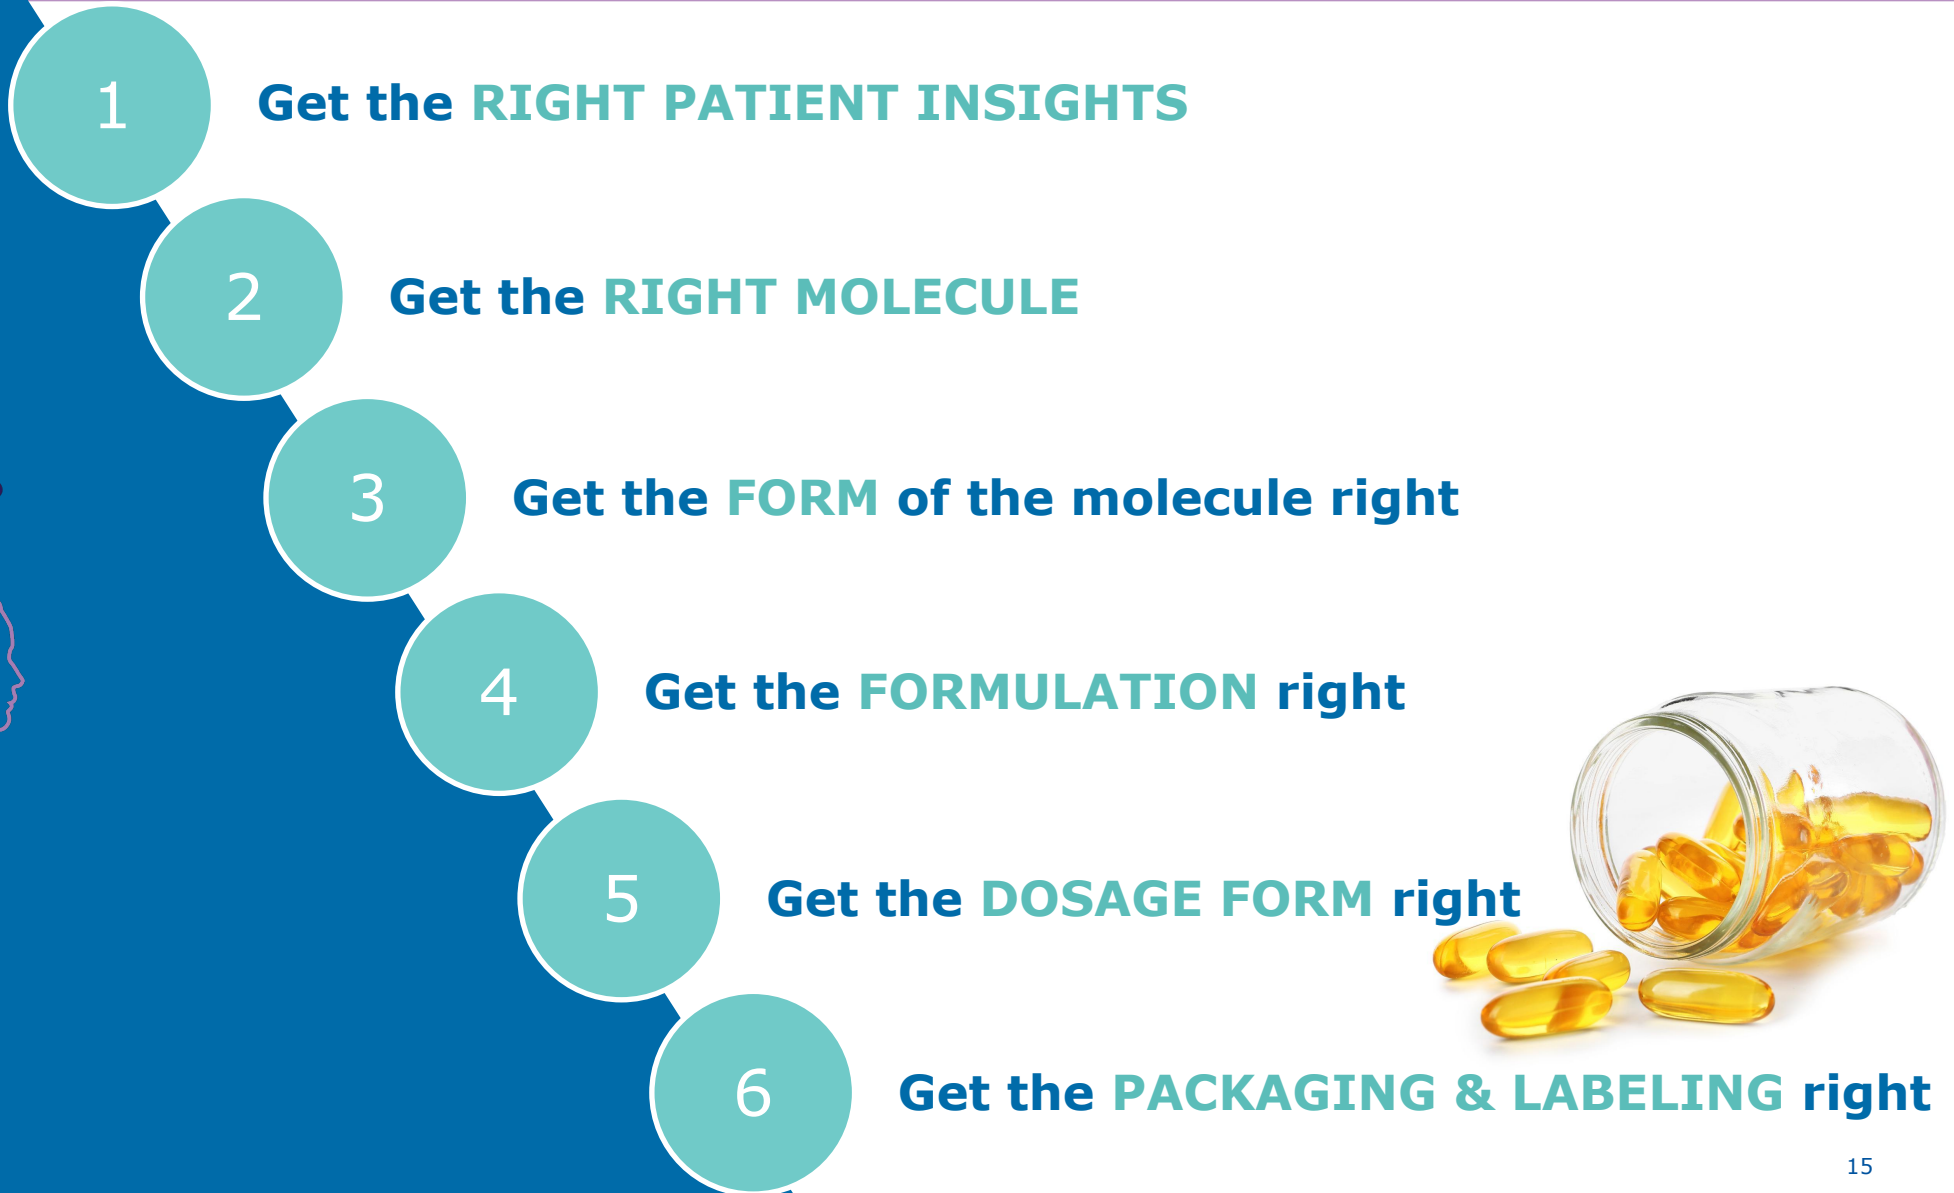 1
Get the RIGHT PATIENT INSIGHTS
2
Get the RIGHT MOLECULE
3
Get the FORM of the molecule right
4
Get the FORMULATION right
5
Get the DOSAGE FORM right
6
Get the PACKAGING & LABELING right
15